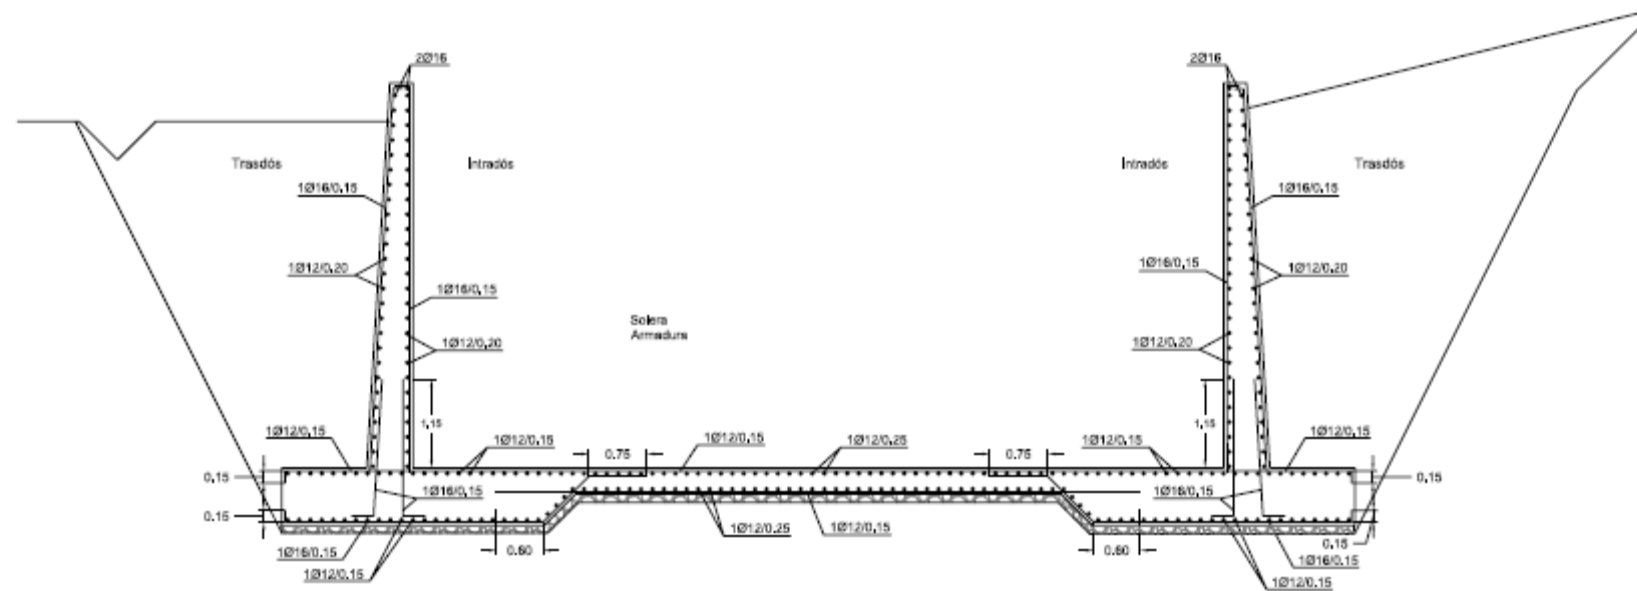 2Ø16
2Ø16
Trasdós
Intradós
Intradós
Trasdós
1Ø16/0,15
1Ø16/0,15
1Ø12/0,20
1Ø16/0,15
1Ø16/0,15
1Ø12/0,20
Solera
Armadura
1Ø12/0,20
1Ø12/0,20
1,15
1,15
1Ø12/0,15
1Ø12/0,15
0.75
1Ø12/0,15
1Ø12/0,25
0.75
1Ø12/0,15
1Ø12/0,15
0,15
0,15
1Ø16/0,15
1Ø16/0,15
0.15
1Ø12/0.25
1Ø12/0,15
0,15
1Ø16/0.15
0.60
0.60
1Ø16/0.15
1Ø12/0.15
1Ø12/0.15